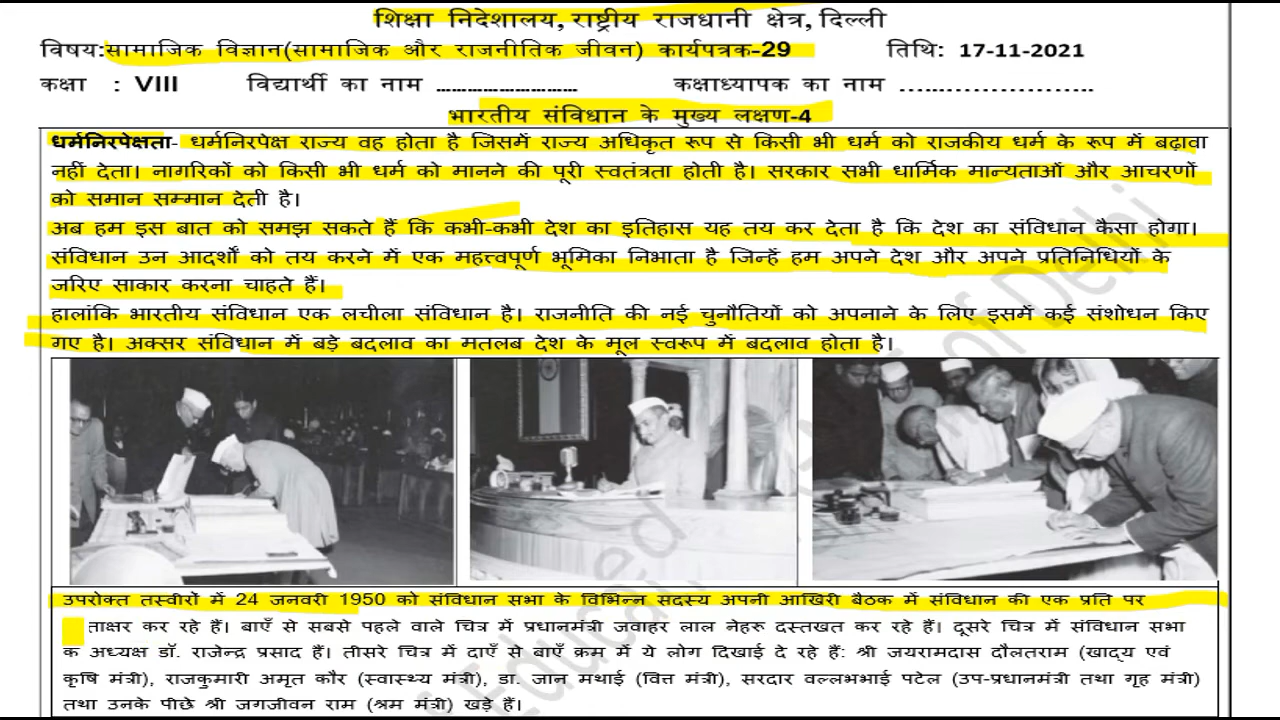 शिक्षा निदेशालय, राष्ट्रीय राजधानी क्षेत्र, दिल्ली
विषय:सामाजिक विज्ञान(सामाजिक और राजनीतिक जीवन) कार्यपत्रक-29 तिथि: 17-11-2021
कक्षा : VIII विद्यार्थी का नाम ............................ कक्षाध्यापक का नाम ........................
भारतीय संविधान के मुख्य लक्षण-4
धर्मनिरपेक्षता- धर्मनिरपेक्ष राज्य वह होता है जिसमें राज्य अधिकृत रूप से किसी भी धर्म को राजकीय धर्म के रूप में बढ़ावा
नहीं देता। नागरिकों को किसी भी धर्म को मानने की पूरी स्वतंत्रता होती है। सरकार सभी धार्मिक मान्यताओं और आचरणों
को समान सम्मान देती है।
अब हम इस बात को समझ सकते हैं कि कभी-कभी देश का इतिहास यह तय कर देता है कि देश का संविधान कैसा होगा।
संविधान उन आदर्शों को तय करने में एक महत्त्वपूर्ण भूमिका निभाता है जिन्हें हम अपने देश और अपने प्रतिनिधियों के
जरिए साकार करना चाहते हैं।
हालांकि भारतीय संविधान एक लचीला संविधान है। राजनीति की नई चुनौतियों को अपनाने के लिए इसमें कई संशोधन किए
गए है। अक्सर संविधान में बड़े बदलाव का मतलब देश के मूल स्वरूप में बदलाव होता है।
उपरोक्त तस्वीरों में 24 जनवरी 1950 को संविधान सभा के विभिन्न सदस्य अपनी आखिरी बैठक में संविधान की एक प्रति पर
ताक्षर कर रहे हैं। बाएँ से सबसे पहले वाले चित्र में प्रधानमंत्री जवाहर लाल नेहरु दस्तखत कर रहे हैं। दूसरे चित्र में संविधान सभा
के अध्यक्ष डॉ. राजेन्द्र प्रसाद हैं। तीसरे चित्र में दाएँ से बाएँ क्रम में ये लोग दिखाई दे रहे हैं: श्री जयरामदास दौलतराम (खाद्य एवं
कृषि मंत्री), राजकुमारी अमृत कौर (स्वास्थ्य मंत्री), डा. जान मथाई (वित्त मंत्री), सरदार वल्लभभाई पटेल (उप-प्रधानमंत्री तथा गृह मंत्री)
तथा उनके पीछे श्री जगजीवन राम (श्रम मंत्री) खड़े हैं।
of Delhi